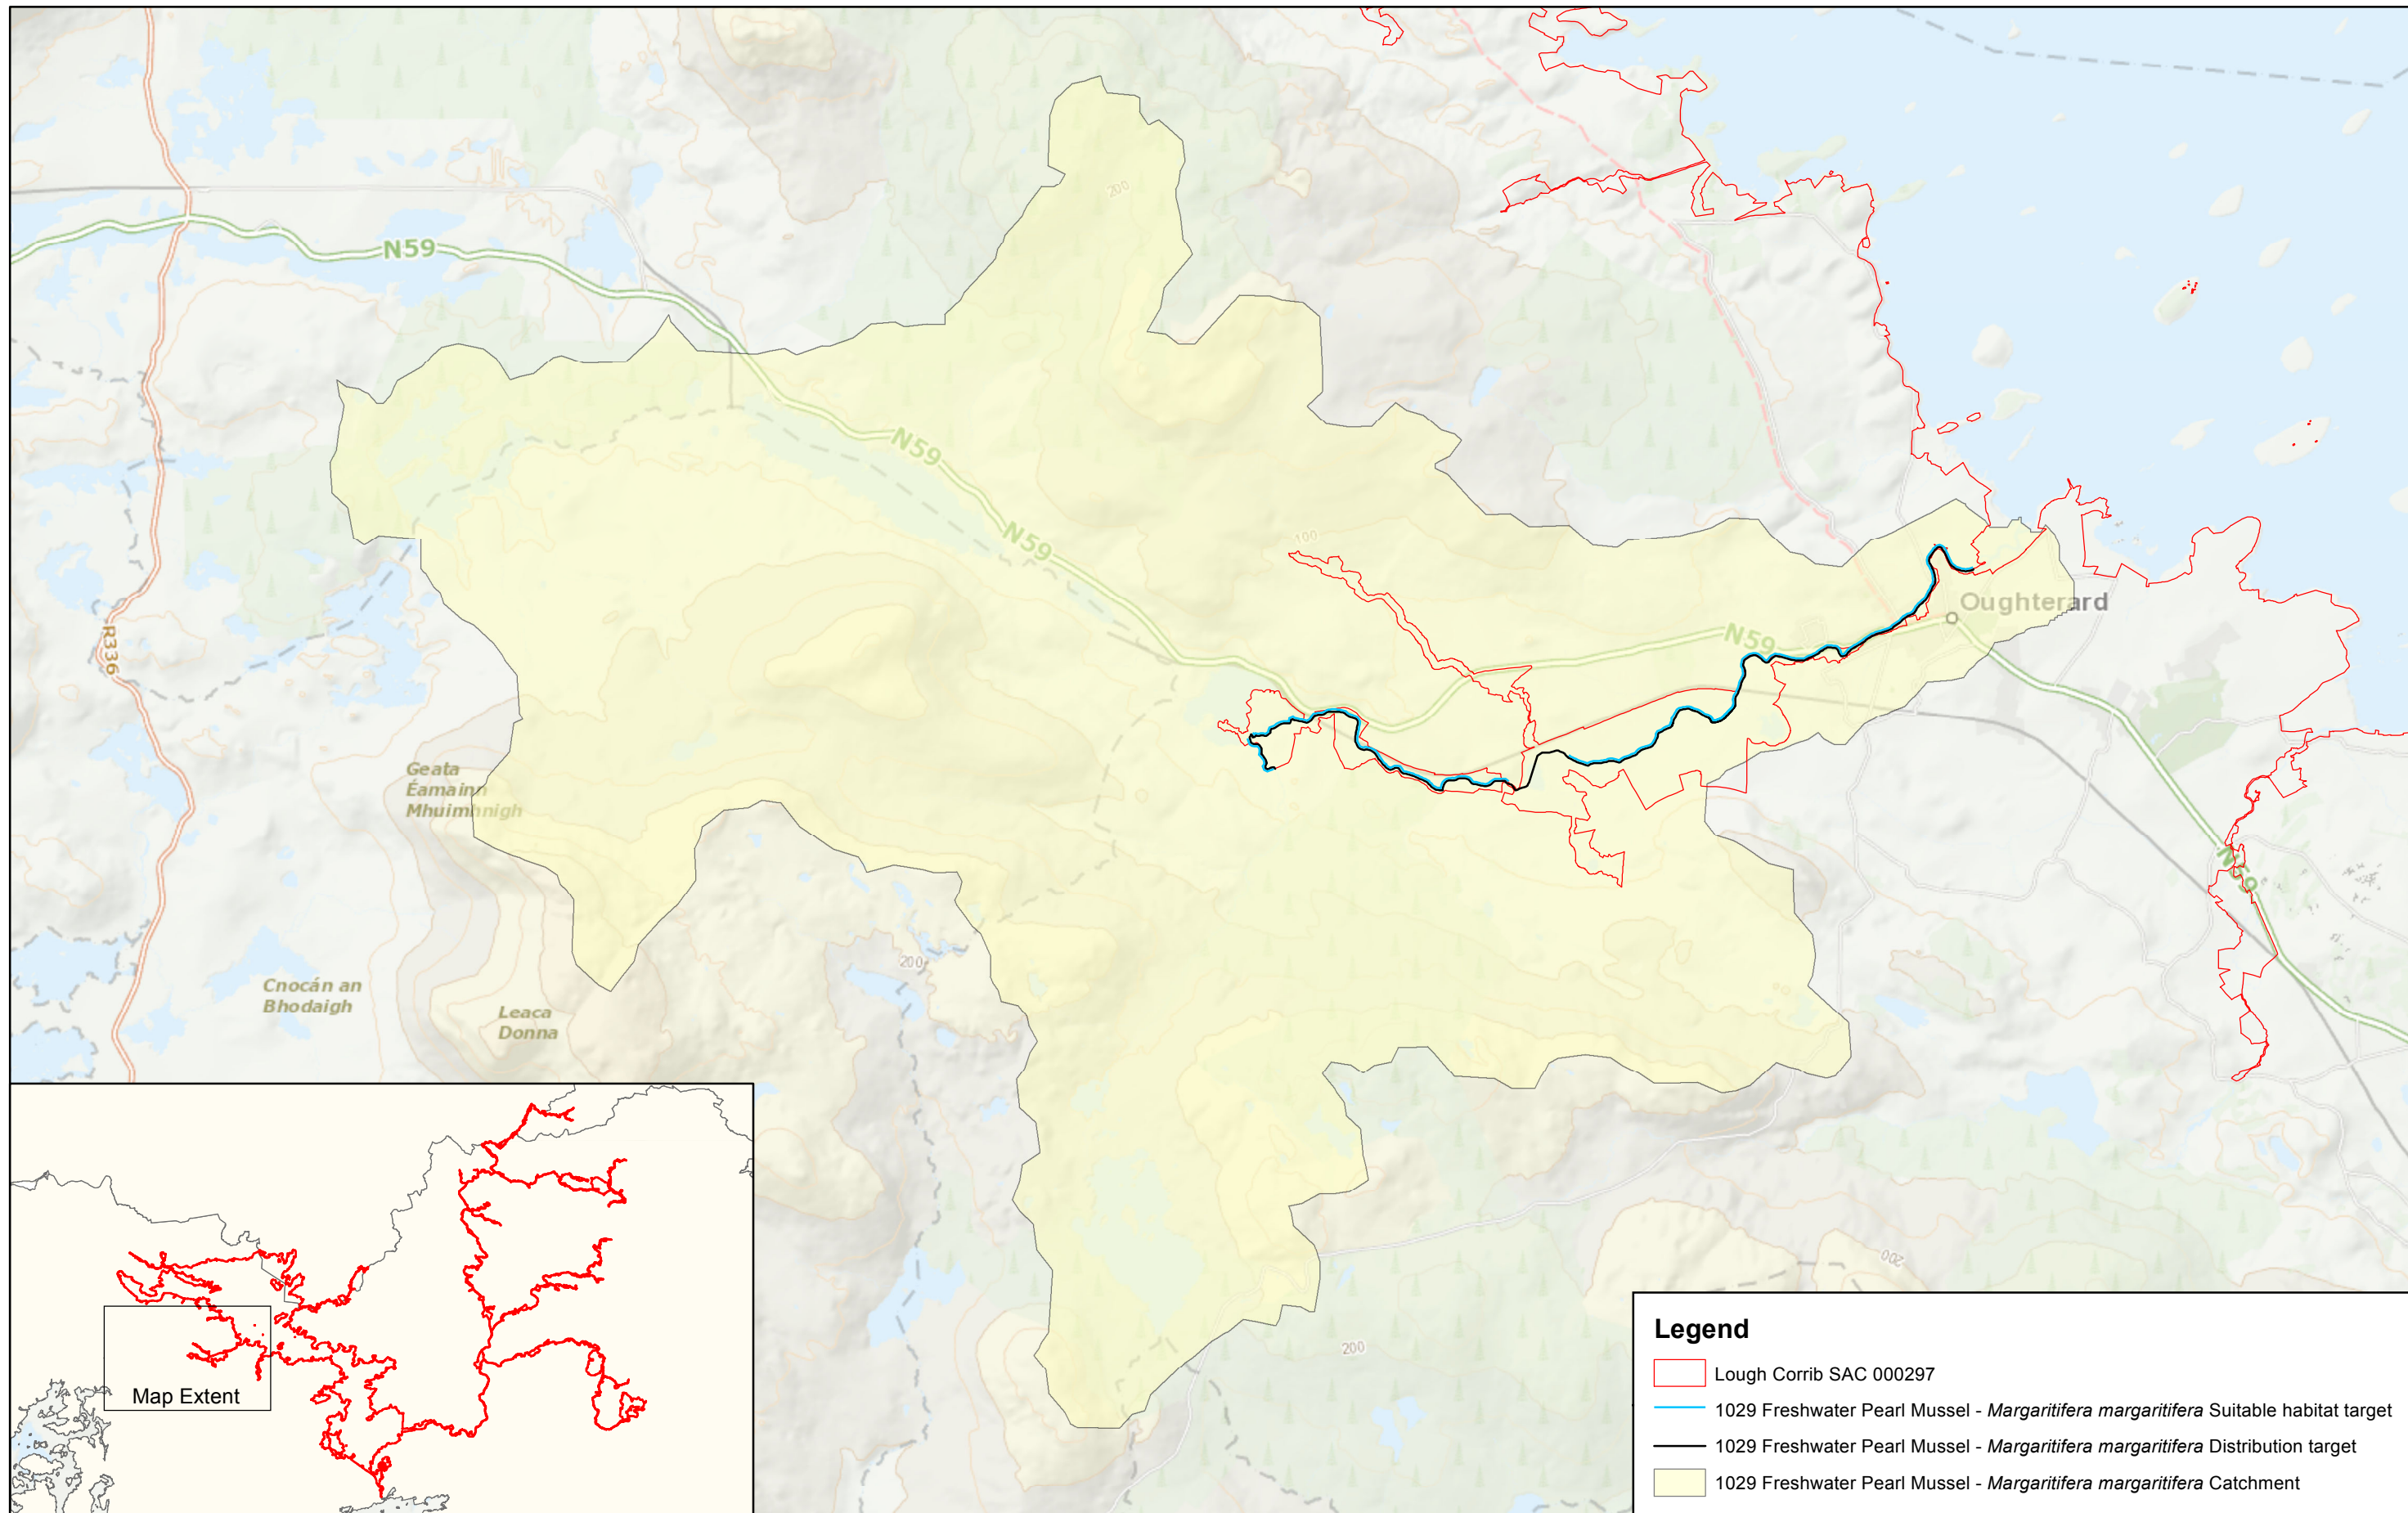 200
N59
N59
N59
100
Oughterard
N59
R336
Geata
Éamainn
Mhuimhnigh
200
Cnocán an
Bhodaigh
Leaca
Donna
N59
200
200
Map Extent
Legend
Lough Corrib SAC 000297
1029 Freshwater Pearl Mussel - Margaritifera margaritifera Suitable habitat target
1029 Freshwater Pearl Mussel - Margaritifera margaritifera Distribution target
1029 Freshwater Pearl Mussel - Margaritifera margaritifera Catchment